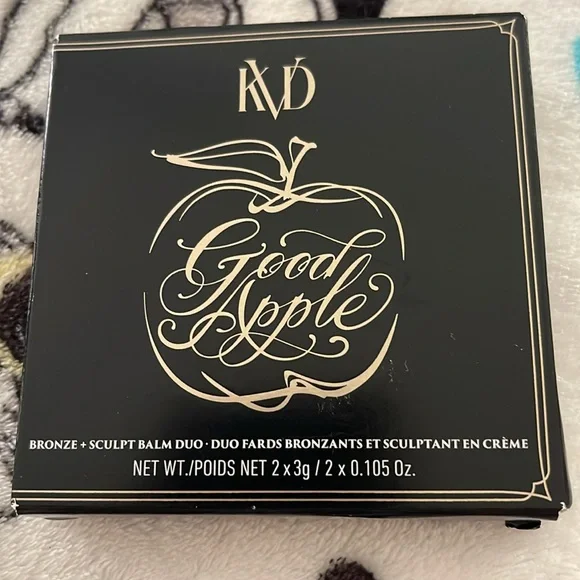 KVD
Good
Apple
BRONZE + SCULPT BALM DUO · DUO FARDS BRONZANTS ET SCULPTANT EN CRÈME
NET WT./POIDS NET 2 x 3g / 2 x 0.105 Oz.